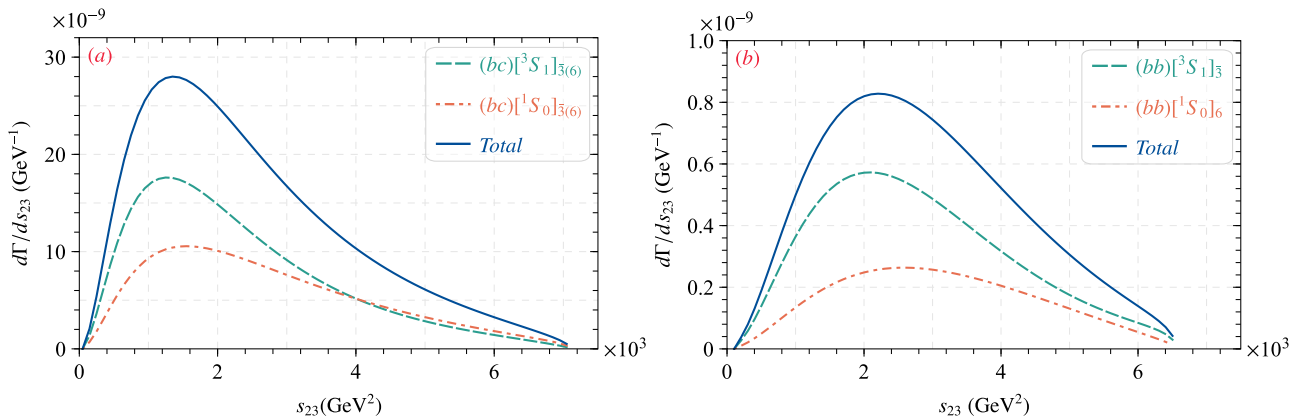 ×10⁻⁹
(a)
(bc)[³S₁]_{3̅(6)}
(bc)[¹S₀]_{3̅(6)}
Total
30
20
10
0
dΓ/ds₂₃ (GeV⁻¹)
0 2 4 6
×10³
s₂₃(GeV²)
×10⁻⁹
(b)
(bb)[³S₁]_{3̅}
(bb)[¹S₀]₆
Total
1.0
0.8
0.6
0.4
0.2
0
dΓ/ds₂₃ (GeV⁻¹)
0 2 4 6
×10³
s₂₃ (GeV²)